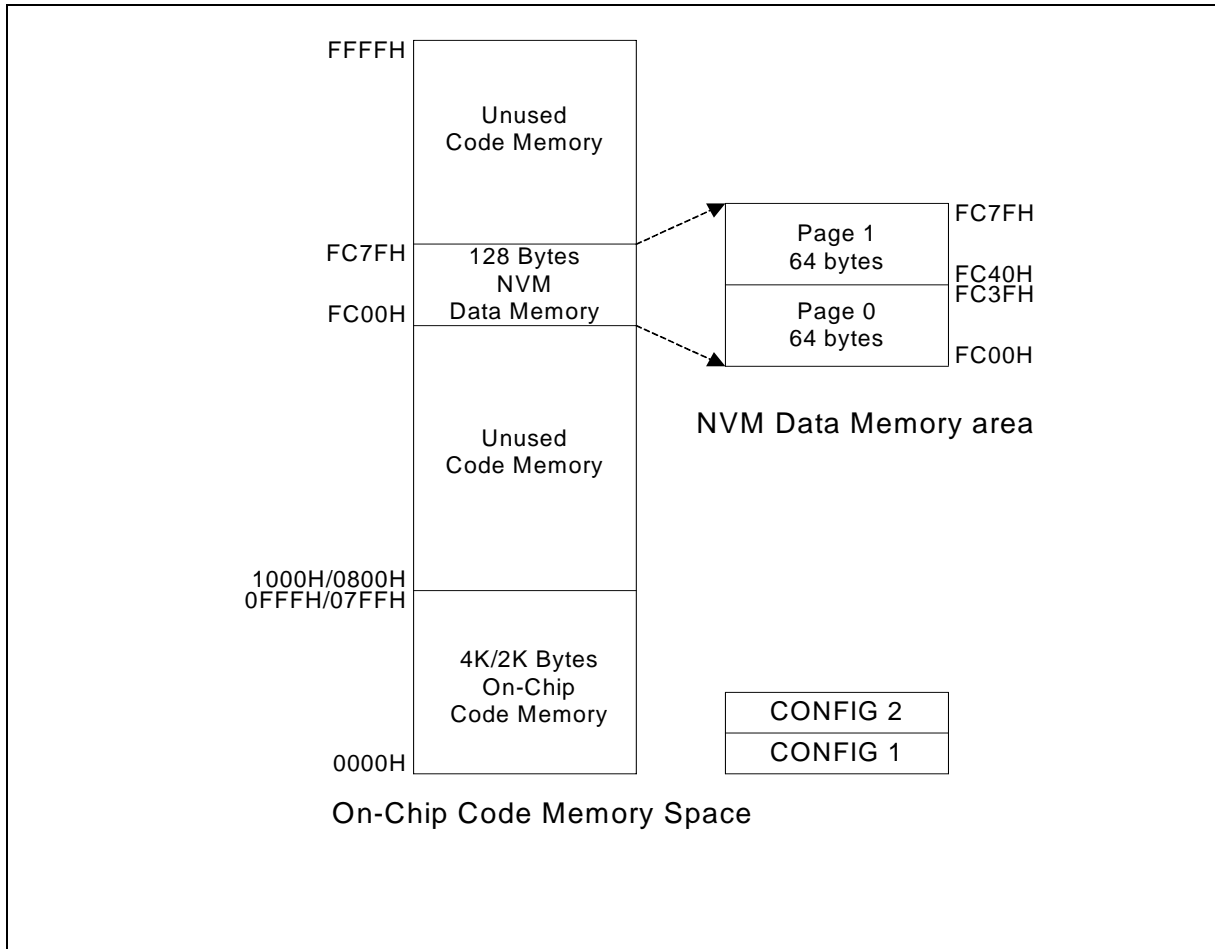 FFFFH
Unused
Code Memory
FC7FH
128 Bytes
NVM
Data Memory
FC00H
Unused
Code Memory
1000H/0800H
0FFFH/07FFH
4K/2K Bytes
On-Chip
Code Memory
0000H
On-Chip Code Memory Space
FC7FH
Page 1
64 bytes
FC40H
FC3FH
Page 0
64 bytes
FC00H
NVM Data Memory area
CONFIG 2
CONFIG 1